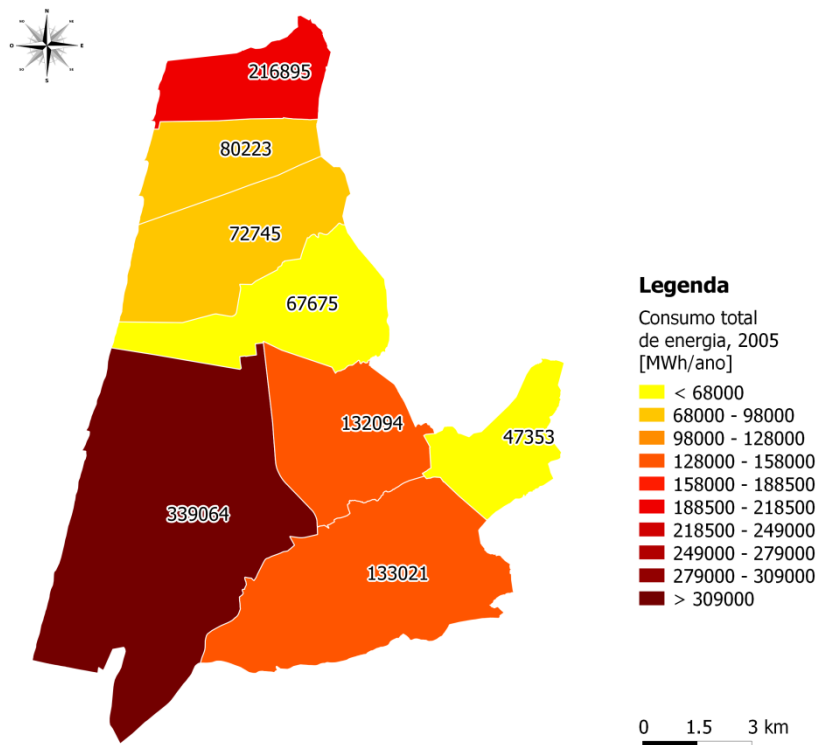 N
O
E
S
216895
80223
72745
67675
132094
47353
339064
133021
Legenda
Consumo total
de energia, 2005
[MWh/ano]
< 68000
68000 - 98000
98000 - 128000
128000 - 158000
158000 - 188500
188500 - 218500
218500 - 249000
249000 - 279000
279000 - 309000
> 309000
0 1.5 3 km